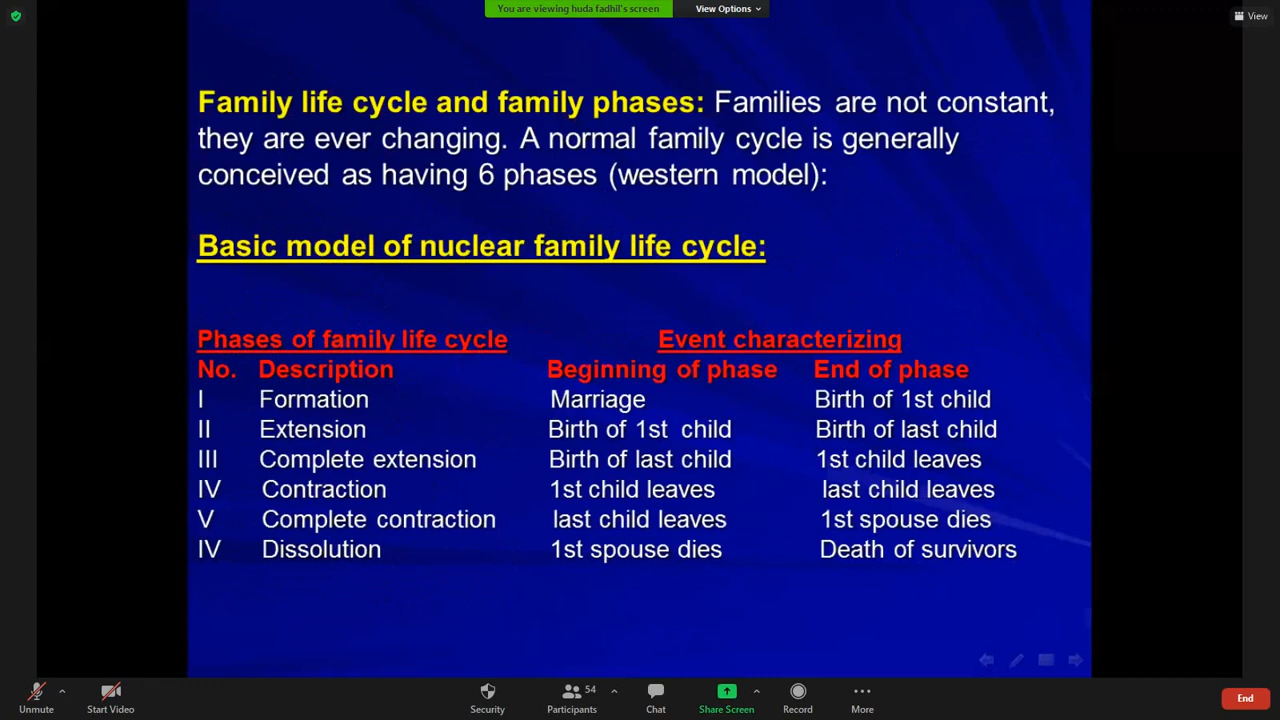 You are viewing huda fadhil's screen
View Options
View
Family life cycle and family phases: Families are not constant,
they are ever changing. A normal family cycle is generally
conceived as having 6 phases (western model):
Basic model of nuclear family life cycle:
Phases of family life cycle Event characterizing
No. Description Beginning of phase End of phase
I Formation Marriage Birth of 1st child
II Extension Birth of 1st child Birth of last child
III Complete extension Birth of last child 1st child leaves
IV Contraction 1st child leaves last child leaves
V Complete contraction last child leaves 1st spouse dies
IV Dissolution 1st spouse dies Death of survivors
54
Unmute Start Video Security Participants Chat Share Screen Record More End